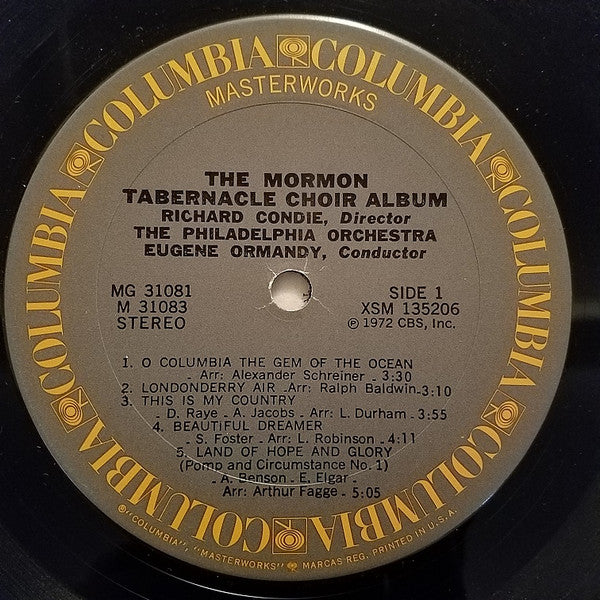 COLUMBIA COLUMBIA COLUMBIA COLUMBIA COLUMBIA COLUMBIA
MASTERWORKS
THE MORMON
TABERNACLE CHOIR ALBUM
RICHARD CONDIE, Director
THE PHILADELPHIA ORCHESTRA
EUGENE ORMANDY, Conductor
MG 31081
M 31083
STEREO
SIDE 1
XSM 135206
℗ 1972 CBS, Inc.
1. O COLUMBIA THE GEM OF THE OCEAN
-Arr: Alexander Schreiner - 3:30
2. LONDONDERRY AIR -Arr: Ralph Baldwin-3:10
3. THIS IS MY COUNTRY
- D. Raye - A. Jacobs - Arr: L. Durham - 3:55
4. BEAUTIFUL DREAMER
- S. Foster - Arr: L. Robinson - 4:11
5. LAND OF HOPE AND GLORY
(Pomp and Circumstance No. 1)
- A. Benson - E. Elgar -
Arr: Arthur Fagge - 5:05
®"COLUMBIA", "MASTERWORKS" MARCAS REG. PRINTED IN U.S.A.